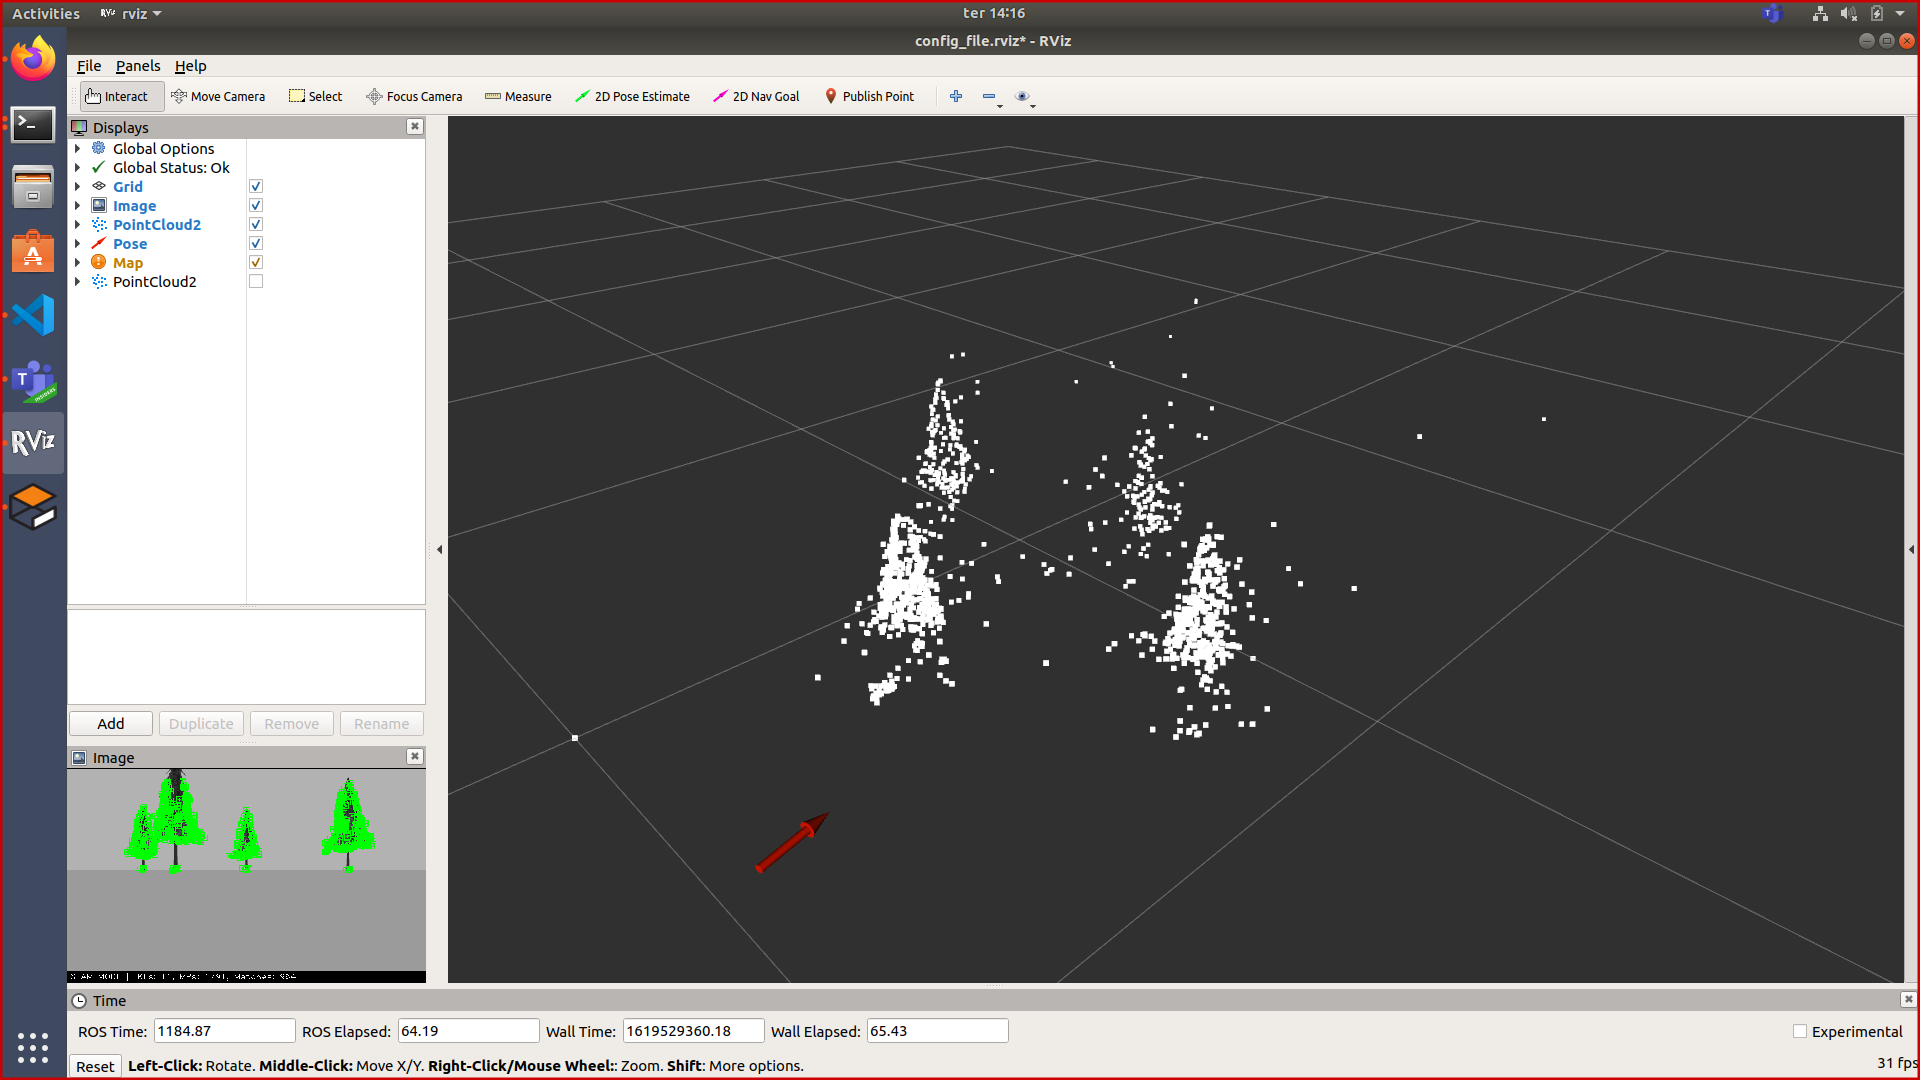 Activities RViz rviz ter 14:16
config_file.rviz* - RViz
File Panels Help
Interact Move Camera Select Focus Camera Measure 2D Pose Estimate 2D Nav Goal Publish Point
Displays
Global Options
Global Status: Ok
Grid
Image
PointCloud2
Pose
Map
PointCloud2
RViz
Add Duplicate Remove Rename
Image
Time
ROS Time: 1184.87 ROS Elapsed: 64.19 Wall Time: 1619529360.18 Wall Elapsed: 65.43 Experimental
Reset Left-Click: Rotate. Middle-Click: Move X/Y. Right-Click/Mouse Wheel:: Zoom. Shift: More options. 31 fps